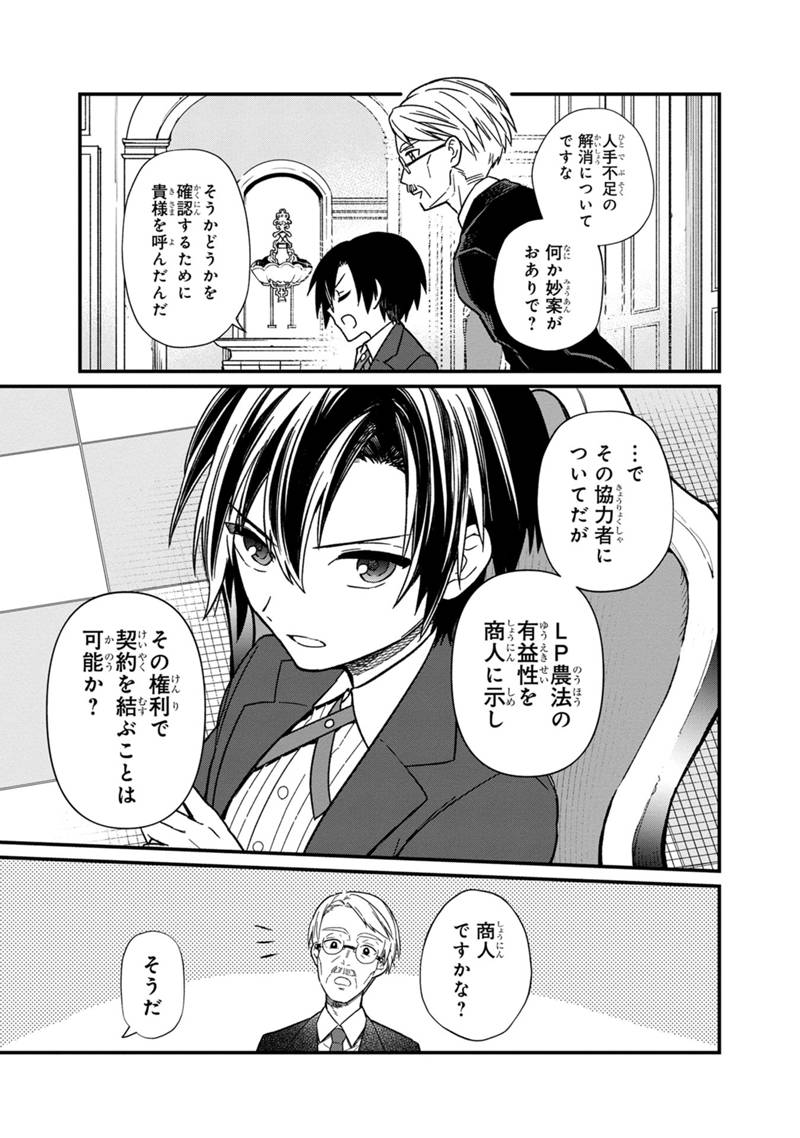 人手不足の
解消について
ですな
何か妙案が
おありで？
そうかどうかを
確認するために
貴様を呼んだんだ
…で
その協力者に
ついてだが
ＬＰ農法の
有益性を
商人に示し
その権利で
契約を結ぶことは
可能か？
商人
ですかな？
そうだ